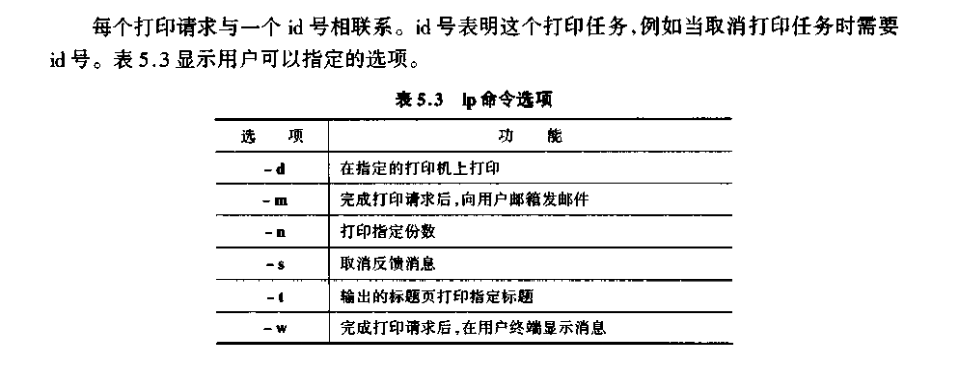 每个打印请求与一个 id 号相联系。id 号表明这个打印任务,例如当取消打印任务时需要
id 号。表 5.3 显示用户可以指定的选项。
表 5.3 lp 命令选项
选 项 功 能
-d 在指定的打印机上打印
-m 完成打印请求后,向用户邮箱发邮件
-n 打印指定份数
-s 取消反馈消息
-t 输出的标题页打印指定标题
-w 完成打印请求后,在用户终端显示消息